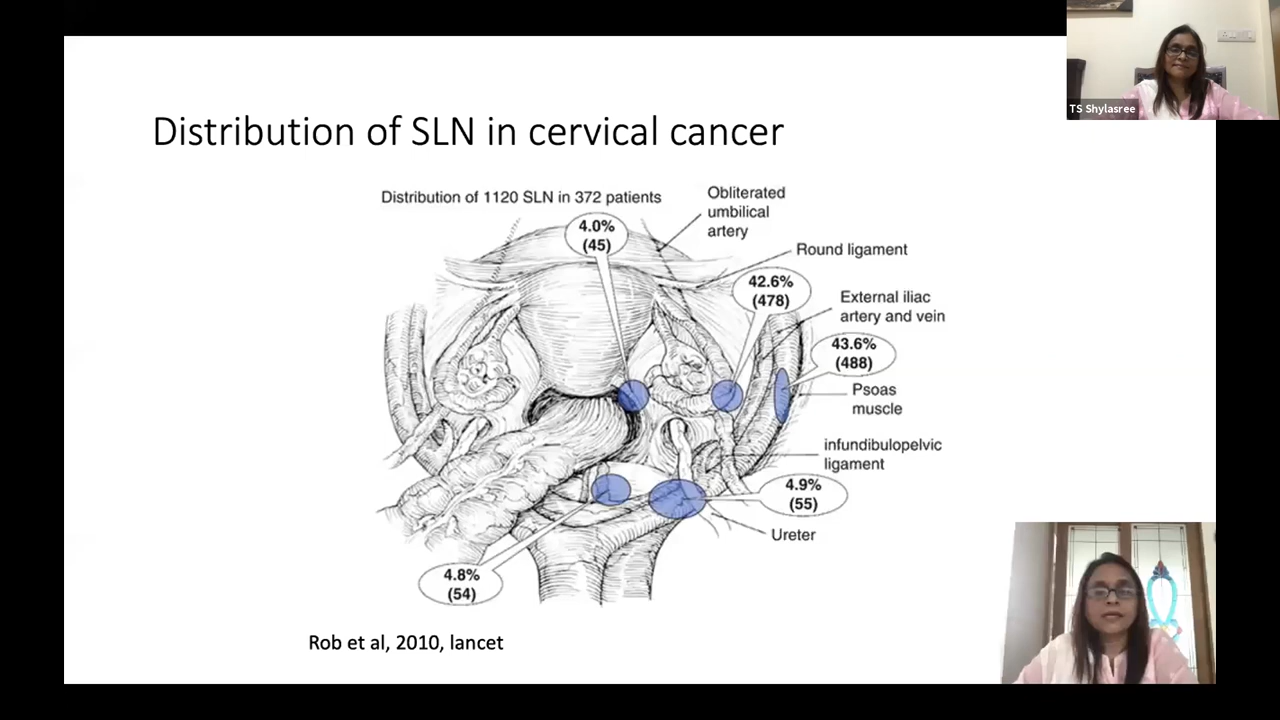 TS Shylasree
Distribution of SLN in cervical cancer
Distribution of 1120 SLN in 372 patients
Obliterated
umbilical
artery
4.0%
(45)
Round ligament
42.6%
(478)
External iliac
artery and vein
43.6%
(488)
Psoas
muscle
infundibulopelvic
ligament
4.9%
(55)
Ureter
4.8%
(54)
Rob et al, 2010, lancet